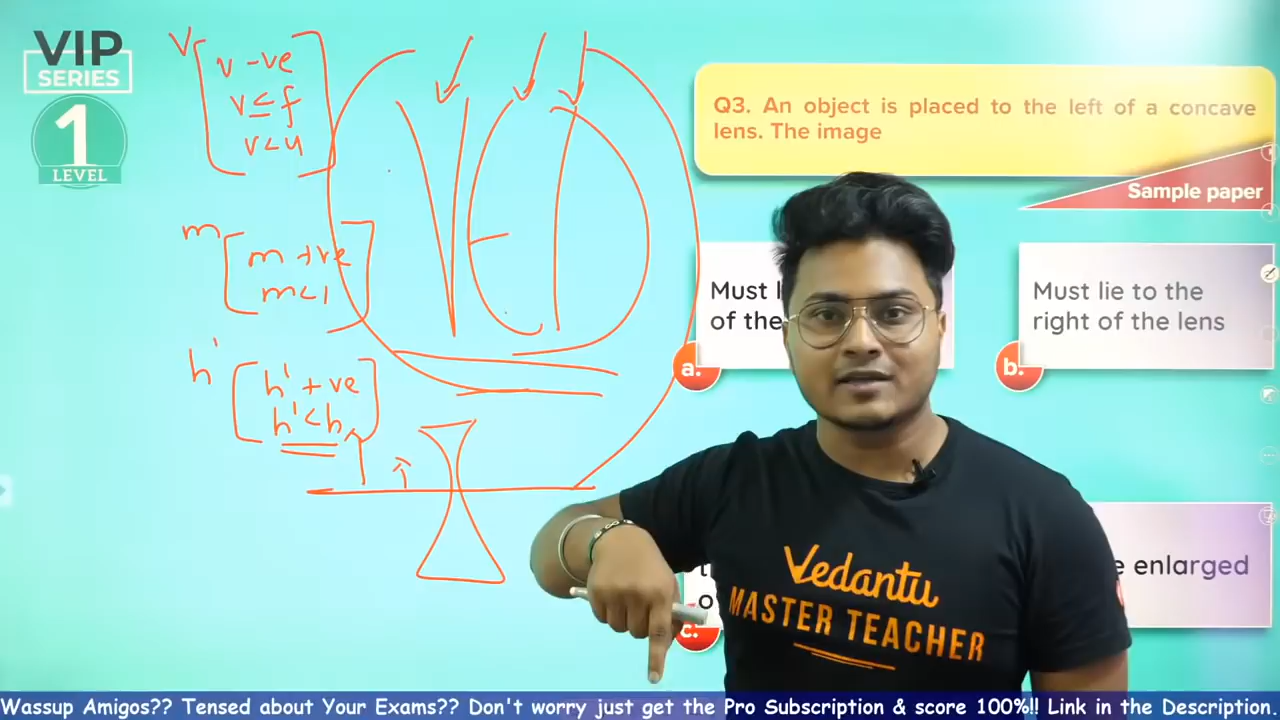 VIP
SERIES
1
LEVEL
v
v -ve
v ≤ f
v < u
m
m +ve
m < 1
h'
h' + ve
h' < h
VEDI
Q3. An object is placed to the left of a concave
lens. The image
Sample paper
Must
of the
a.
Must lie to the
right of the lens
b.
c.
enlarged
Vedantu
MASTER TEACHER
Wassup Amigos?? Tensed about Your Exams?? Don't worry just get the Pro Subscription & score 100%!! Link in the Description.